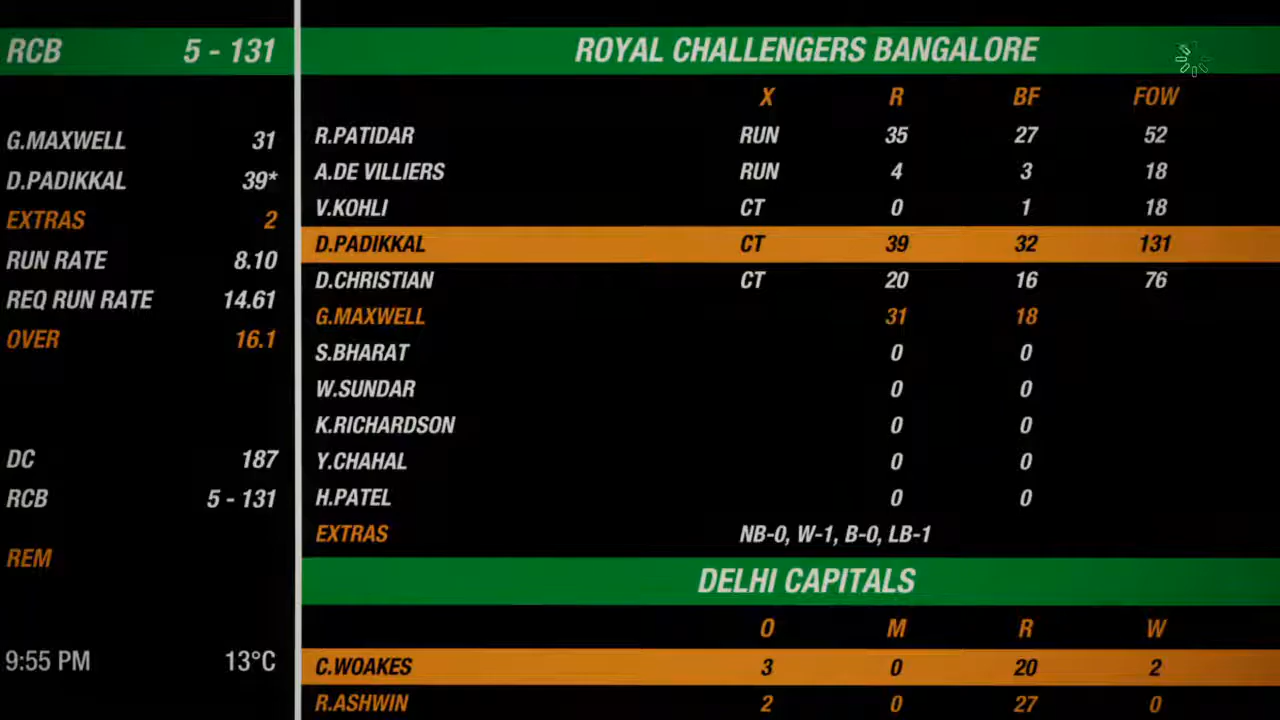 RCB 5 - 131
G.MAXWELL 31
D.PADIKKAL 39*
EXTRAS 2
RUN RATE 8.10
REQ RUN RATE 14.61
OVER 16.1
DC 187
RCB 5 - 131
REM
9:55 PM 13°C
ROYAL CHALLENGERS BANGALORE
X R BF FOW
R.PATIDAR RUN 35 27 52
A.DE VILLIERS RUN 4 3 18
V.KOHLI CT 0 1 18
D.PADIKKAL CT 39 32 131
D.CHRISTIAN CT 20 16 76
G.MAXWELL 31 18
S.BHARAT 0 0
W.SUNDAR 0 0
K.RICHARDSON 0 0
Y.CHAHAL 0 0
H.PATEL 0 0
EXTRAS NB-0, W-1, B-0, LB-1
DELHI CAPITALS
O M R W
C.WOAKES 3 0 20 2
R.ASHWIN 2 0 27 0